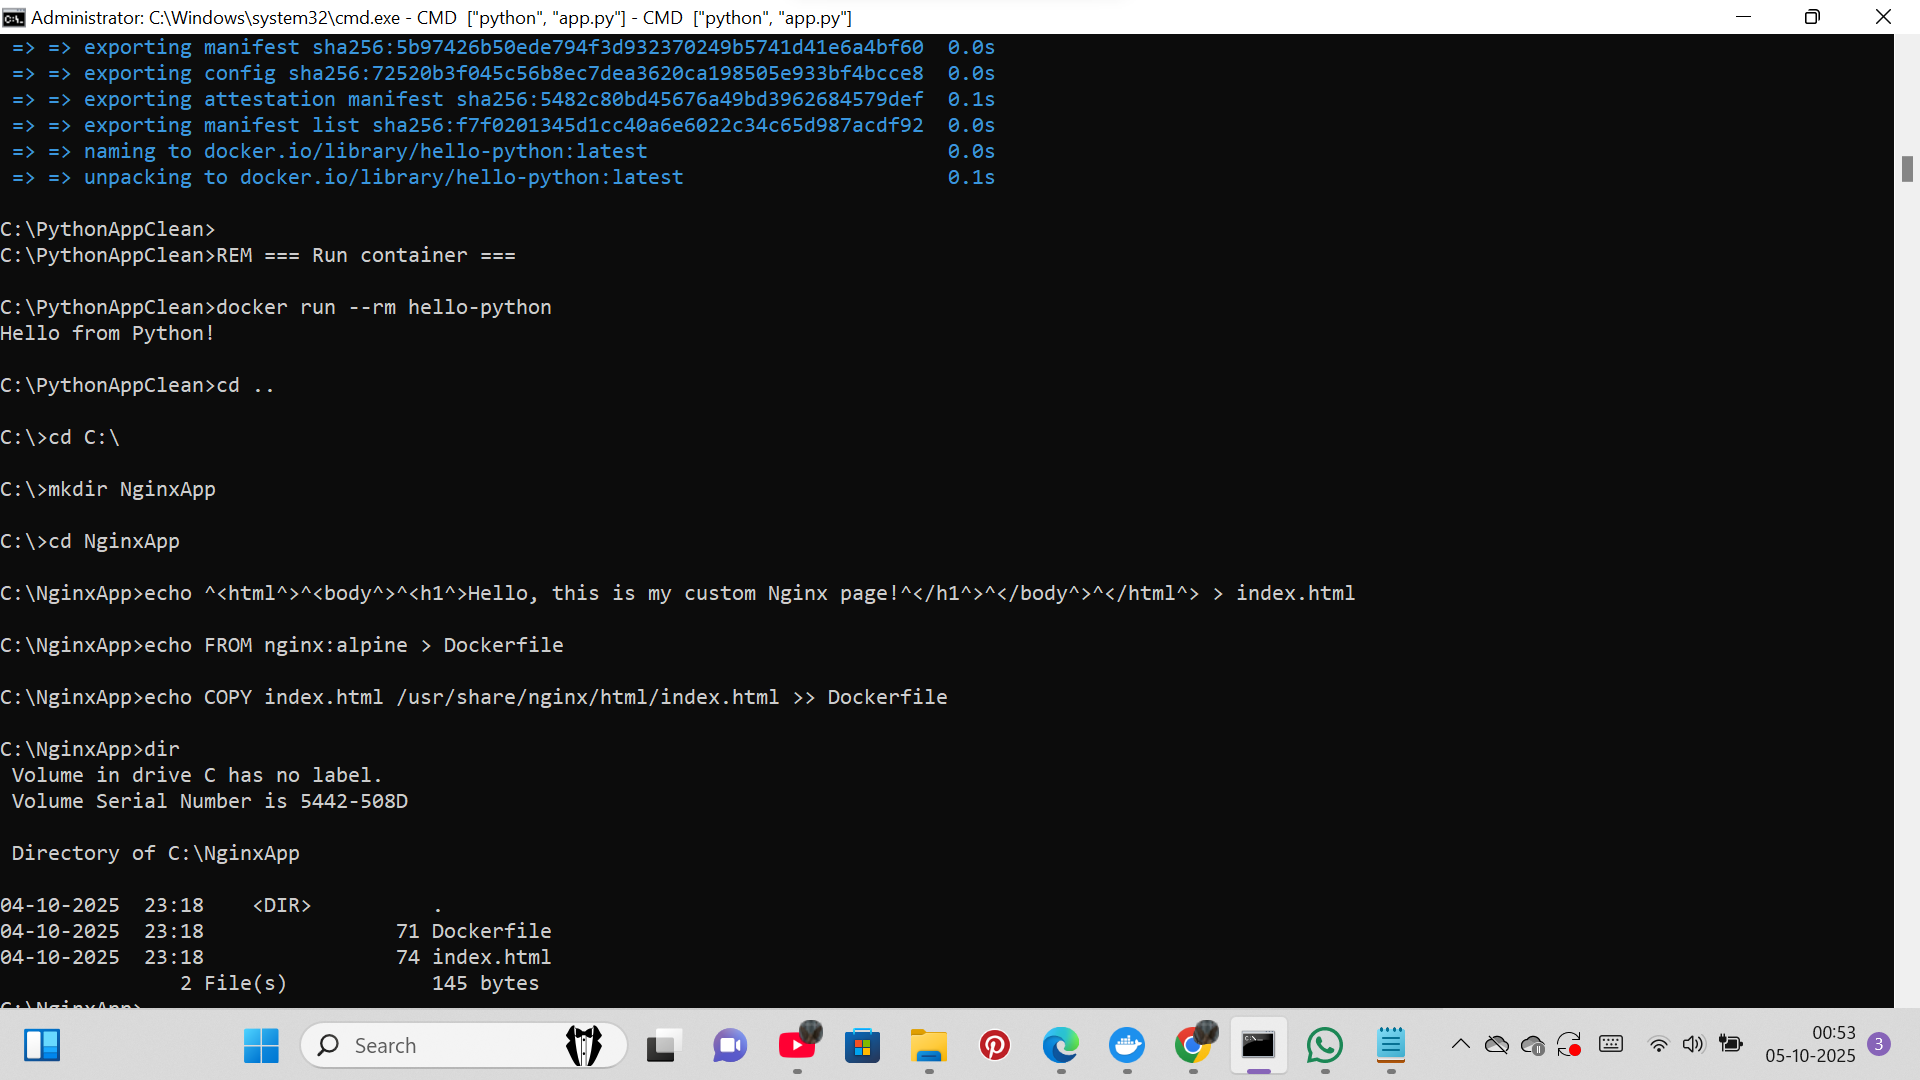 Administrator: C:\Windows\system32\cmd.exe - CMD ["python", "app.py"] - CMD ["python", "app.py"]
=> => exporting manifest sha256:5b97426b50ede794f3d932370249b5741d41e6a4bf60 0.0s
=> => exporting config sha256:72520b3f045c56b8ec7dea3620ca198505e933bf4bcce8 0.0s
=> => exporting attestation manifest sha256:5482c80bd45676a49bd3962684579def 0.1s
=> => exporting manifest list sha256:f7f0201345d1cc40a6e6022c34c65d987acdf92 0.0s
=> => naming to docker.io/library/hello-python:latest 0.0s
=> => unpacking to docker.io/library/hello-python:latest 0.1s
C:\PythonAppClean>
C:\PythonAppClean>REM === Run container ===
C:\PythonAppClean>docker run --rm hello-python
Hello from Python!
C:\PythonAppClean>cd ..
C:\>cd C:\
C:\>mkdir NginxApp
C:\>cd NginxApp
C:\NginxApp>echo ^<html^>^<body^>^<h1^>Hello, this is my custom Nginx page!^</h1^>^</body^>^</html^> > index.html
C:\NginxApp>echo FROM nginx:alpine > Dockerfile
C:\NginxApp>echo COPY index.html /usr/share/nginx/html/index.html >> Dockerfile
C:\NginxApp>dir
Volume in drive C has no label.
Volume Serial Number is 5442-508D
Directory of C:\NginxApp
04-10-2025 23:18 <DIR> .
04-10-2025 23:18 71 Dockerfile
04-10-2025 23:18 74 index.html
2 File(s) 145 bytes
C:\NginxApp>
Search
00:53
05-10-2025
3